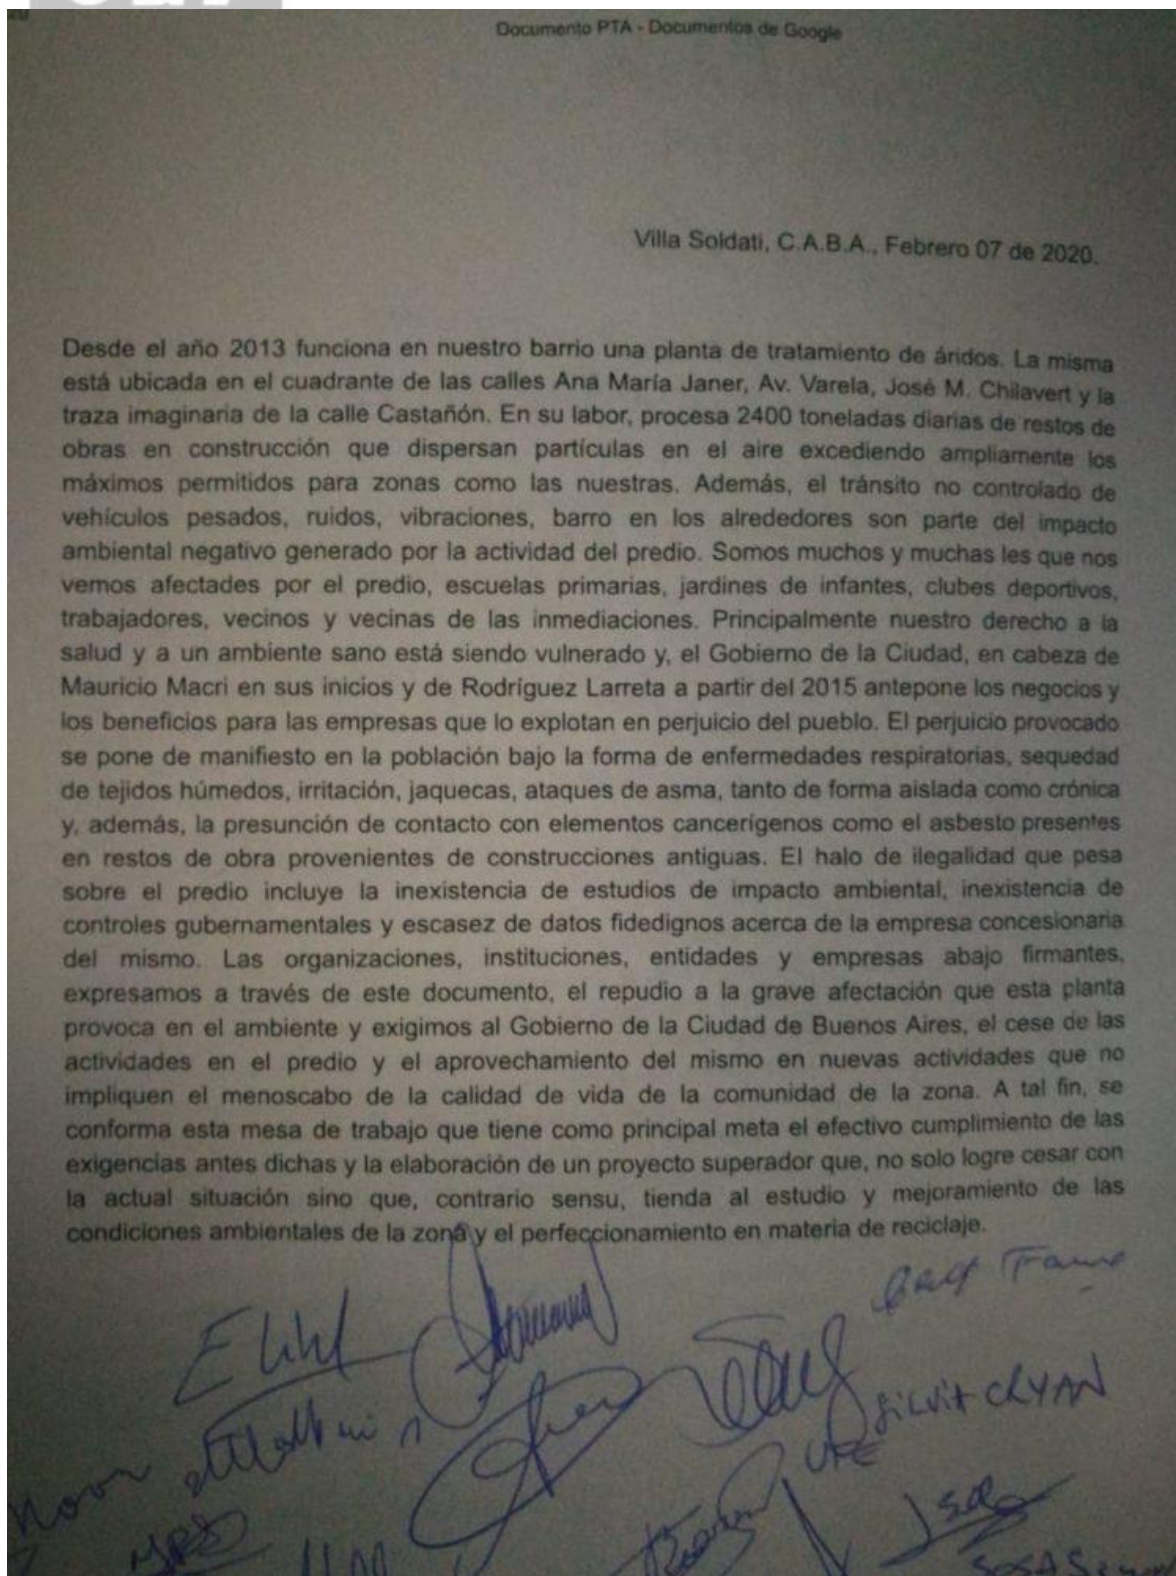 Documento PTA - Documentos de Google
Villa Soldati, C.A.B.A., Febrero 07 de 2020.
Desde el año 2013 funciona en nuestro barrio una planta de tratamiento de áridos. La misma
está ubicada en el cuadrante de las calles Ana María Janer, Av. Varela, José M. Chilavert y la
traza imaginaria de la calle Castañón. En su labor, procesa 2400 toneladas diarias de restos de
obras en construcción que dispersan partículas en el aire excediendo ampliamente los
máximos permitidos para zonas como las nuestras. Además, el tránsito no controlado de
vehículos pesados, ruidos, vibraciones, barro en los alrededores son parte del impacto
ambiental negativo generado por la actividad del predio. Somos muchos y muchas les que nos
vemos afectades por el predio, escuelas primarias, jardines de infantes, clubes deportivos,
trabajadores, vecinos y vecinas de las inmediaciones. Principalmente nuestro derecho a la
salud y a un ambiente sano está siendo vulnerado y, el Gobierno de la Ciudad, en cabeza de
Mauricio Macri en sus inicios y de Rodríguez Larreta a partir del 2015 antepone los negocios y
los beneficios para las empresas que lo explotan en perjuicio del pueblo. El perjuicio provocado
se pone de manifiesto en la población bajo la forma de enfermedades respiratorias, sequedad
de tejidos húmedos, irritación, jaquecas, ataques de asma, tanto de forma aislada como crónica
y, además, la presunción de contacto con elementos cancerígenos como el asbesto presentes
en restos de obra provenientes de construcciones antiguas. El halo de ilegalidad que pesa
sobre el predio incluye la inexistencia de estudios de impacto ambiental, inexistencia de
controles gubernamentales y escasez de datos fidedignos acerca de la empresa concesionaria
del mismo. Las organizaciones, instituciones, entidades y empresas abajo firmantes,
expresamos a través de este documento, el repudio a la grave afectación que esta planta
provoca en el ambiente y exigimos al Gobierno de la Ciudad de Buenos Aires, el cese de las
actividades en el predio y el aprovechamiento del mismo en nuevas actividades que no
impliquen el menoscabo de la calidad de vida de la comunidad de la zona. A tal fin, se
conforma esta mesa de trabajo que tiene como principal meta el efectivo cumplimiento de las
exigencias antes dichas y la elaboración de un proyecto superador que, no solo logre cesar con
la actual situación sino que, contrario sensu, tienda al estudio y mejoramiento de las
condiciones ambientales de la zona y el perfeccionamiento en materia de reciclaje.
UTE
SOSA